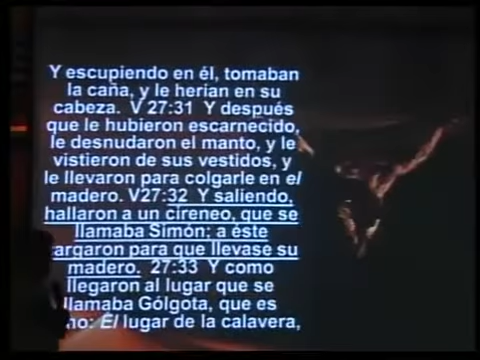 Y escupiendo en él, tomaban
la caña, y le herian en su
cabeza. V 27:31 Y después
que le hubieron escarnecido,
le desnudaron el manto, y le
vistieron de sus vestidos, y
le llevaron para colgarle en el
madero. V27:32 Y saliendo,
hallaron a un cireneo, que se
llamaba Simón; a éste
argaron para que llevase su
madero. 27:33 Y como
llegaron al lugar que se
llamaba Gólgota, que es
El lugar de la calavera,